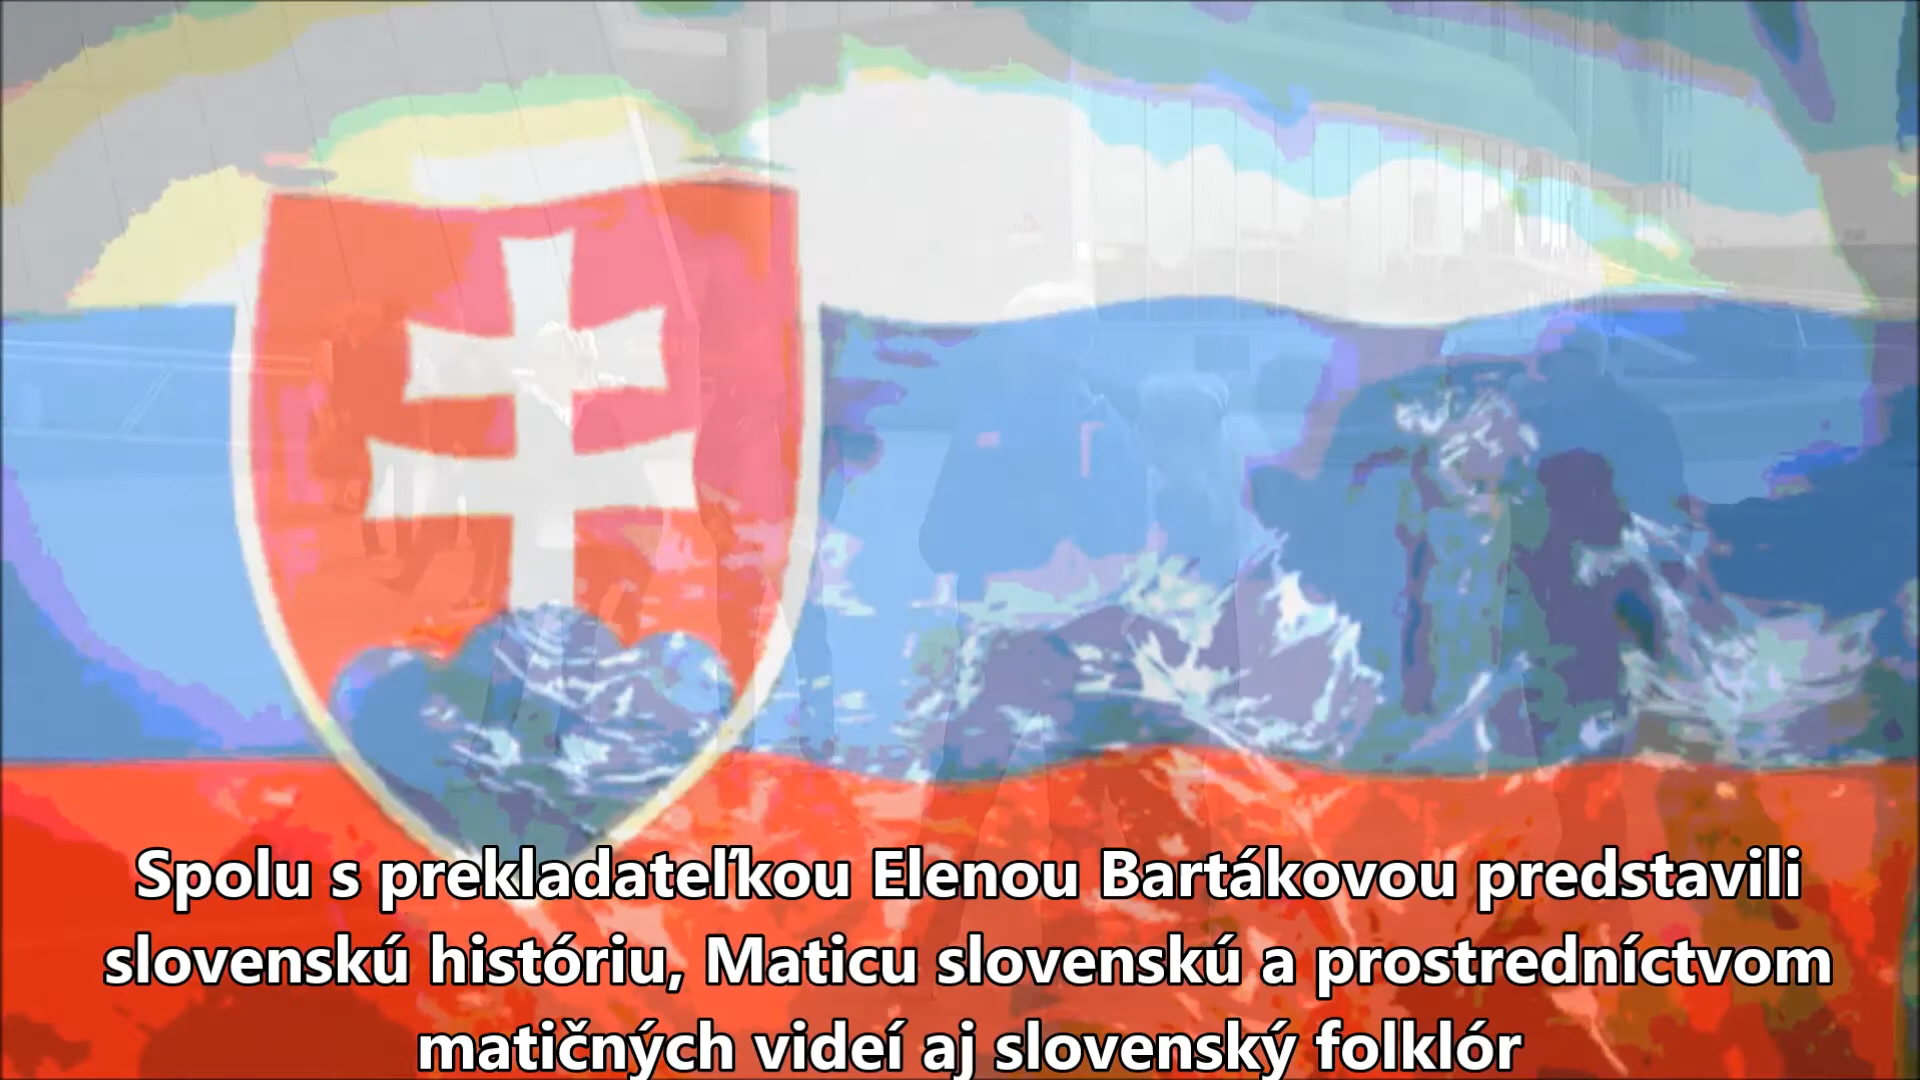 Spolu s prekladateľkou Elenou Bartákovou predstavili
slovenskú históriu, Maticu slovenskú a prostredníctvom
matičných videí aj slovenský folklór